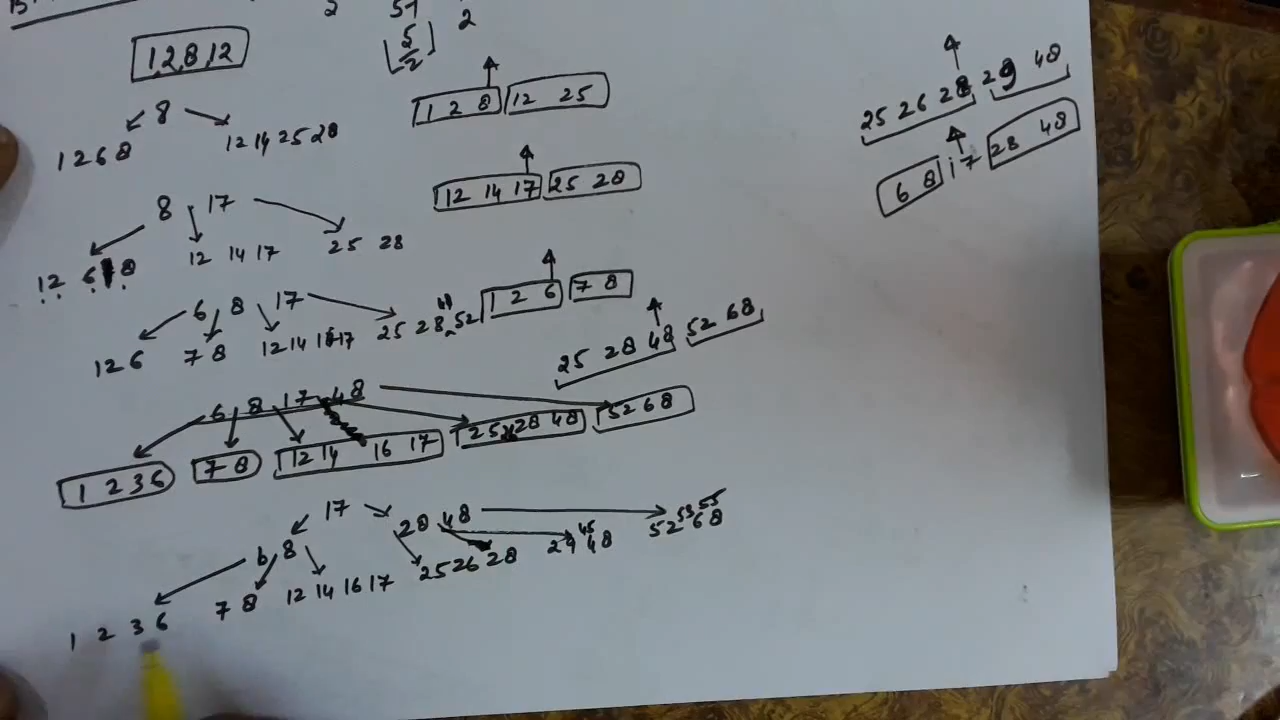 2 51 2
[5/2]
1,2,8,12
8
1 2 6 8 12 14 25 28
1 2 8 12 25
12 14 17 25 28
8 17
12 6 8 12 14 17 25 28
1 2 6 7 8
6 8 17
12 6 7 8 12 14 16 17 25 28 52
25 28 48 52 68
6 8 17 48
1 2 3 6 7 8 12 14 16 17 25 28 48 52 68
17
6 8 28 48
1 2 3 6 7 8 12 14 16 17 25 26 28 29 45 48 52 53 55 68
25 26 28 29 48
6 8 17 28 48